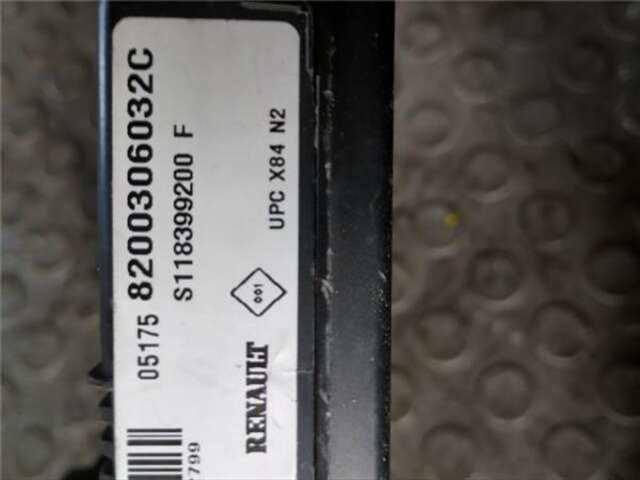 05175 8200306032C
S118399200 F
UPC X84 N2
001
RENAULT
799